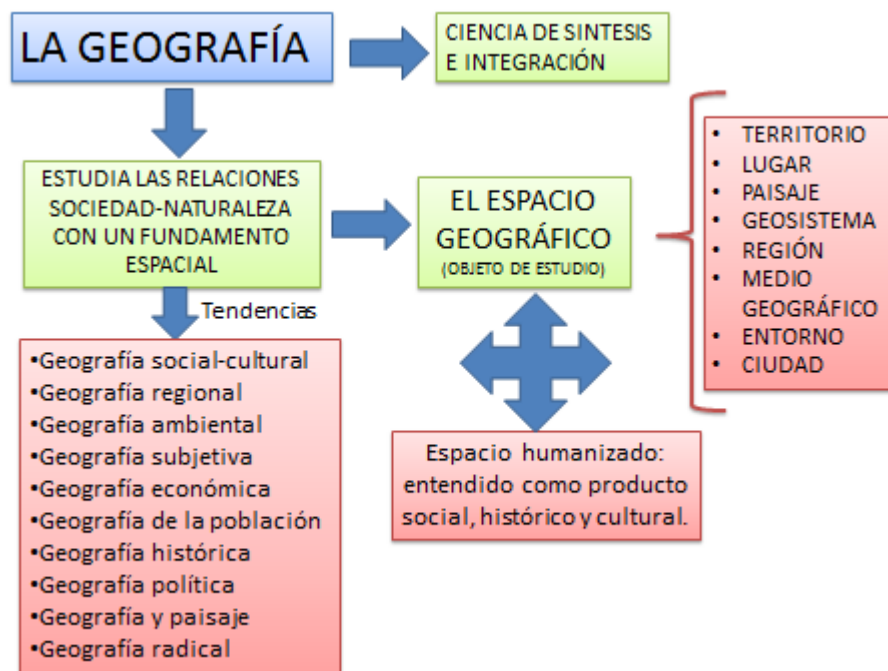 LA GEOGRAFÍA
CIENCIA DE SINTESIS
E INTEGRACIÓN
ESTUDIA LAS RELACIONES
SOCIEDAD-NATURALEZA
CON UN FUNDAMENTO
ESPACIAL
EL ESPACIO
GEOGRÁFICO
(OBJETO DE ESTUDIO)
• TERRITORIO
• LUGAR
• PAISAJE
• GEOSISTEMA
• REGIÓN
• MEDIO
GEOGRÁFICO
• ENTORNO
• CIUDAD
Tendencias
•Geografía social-cultural
•Geografía regional
•Geografía ambiental
•Geografía subjetiva
•Geografía económica
•Geografía de la población
•Geografía histórica
•Geografía política
•Geografía y paisaje
•Geografía radical
Espacio humanizado:
entendido como producto
social, histórico y cultural.